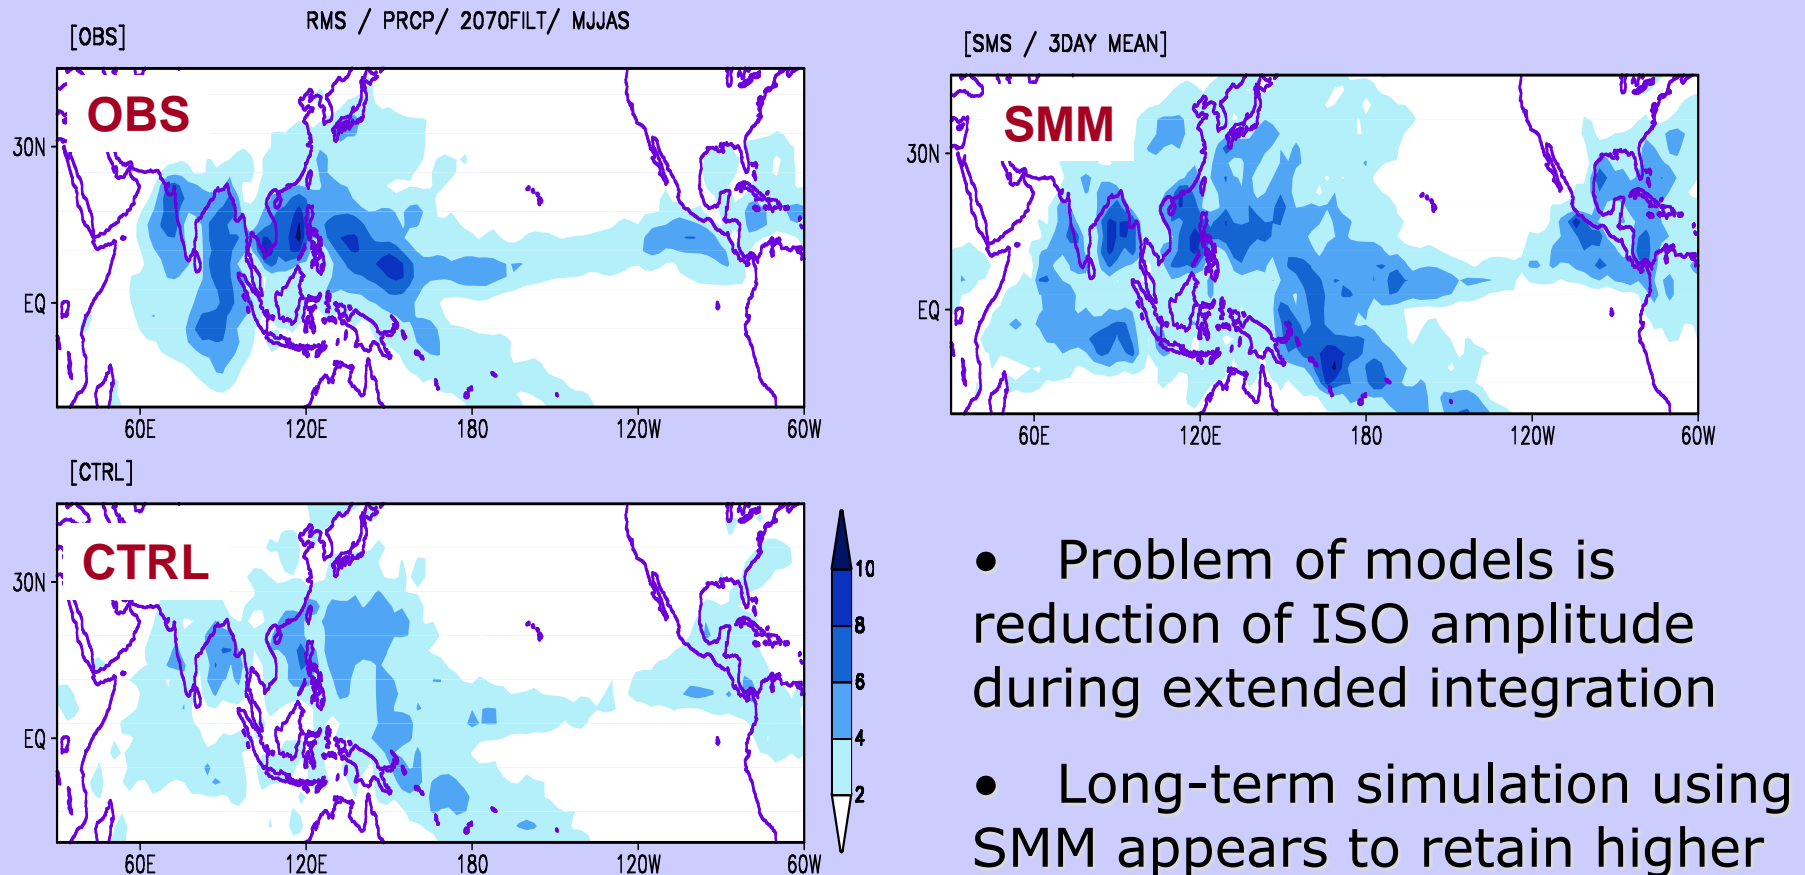 RMS / PRCP/ 2070FILT/ MJJAS
[OBS]
OBS
30N
EQ
60E 120E 180 120W 60W
[SMS / 3DAY MEAN]
SMM
30N
EQ
60E 120E 180 120W 60W
[CTRL]
CTRL
30N
EQ
60E 120E 180 120W 60W
10
8
6
4
2
• Problem of models is
reduction of ISO amplitude
during extended integration
• Long-term simulation using
SMM appears to retain higher